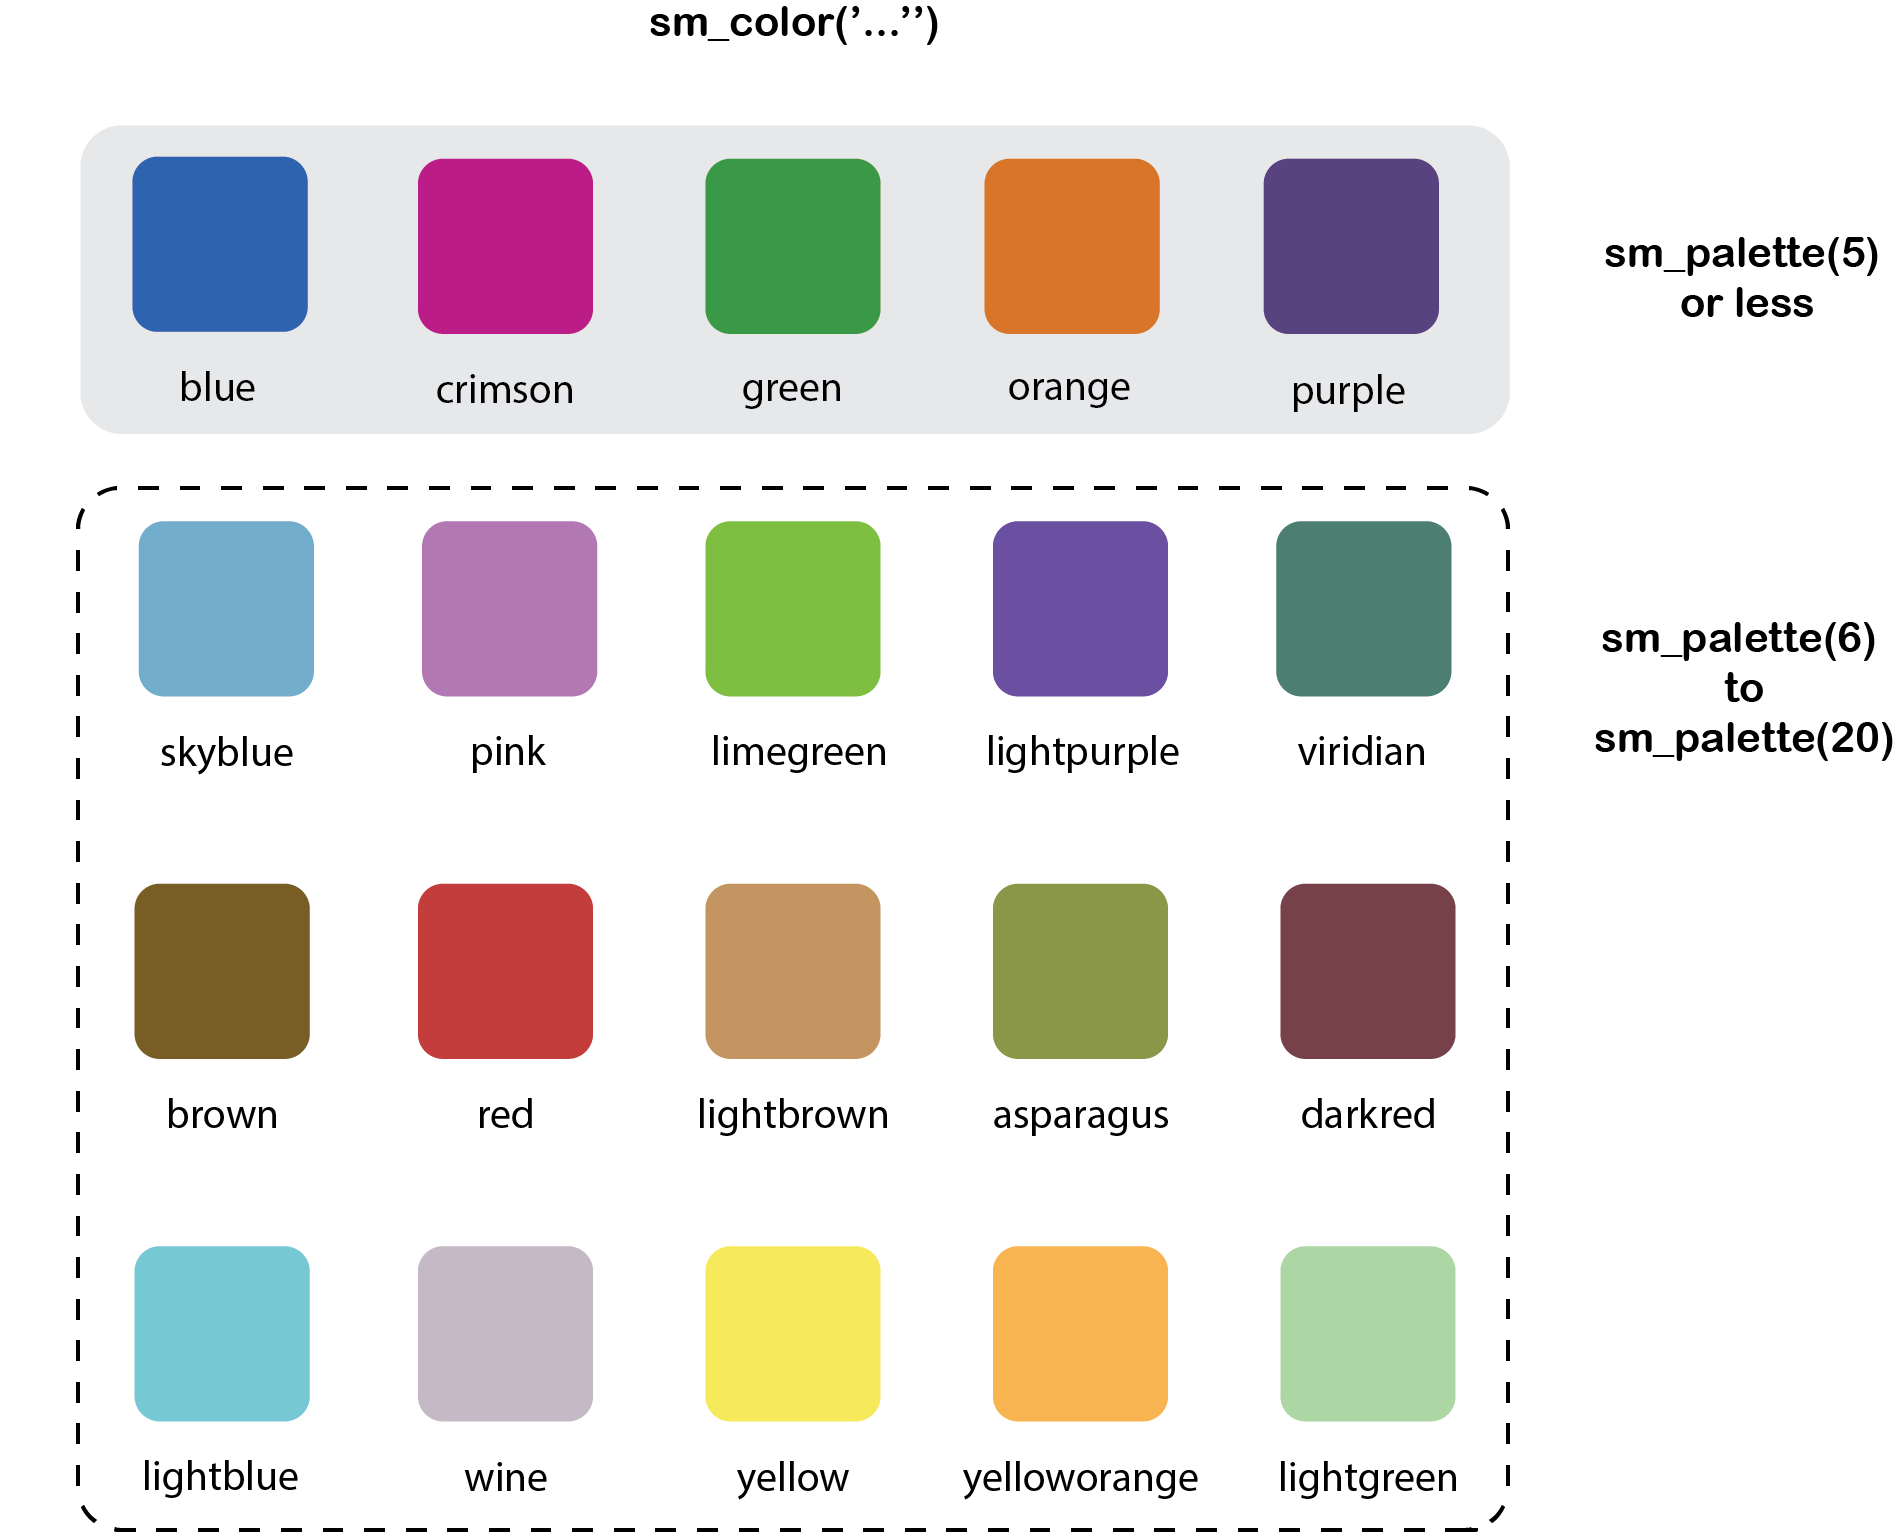 sm_color(’...’’)
blue
crimson
green
orange
purple
sm_palette(5)
or less
skyblue
pink
limegreen
lightpurple
viridian
sm_palette(6)
to
sm_palette(20)
brown
red
lightbrown
asparagus
darkred
lightblue
wine
yellow
yelloworange
lightgreen